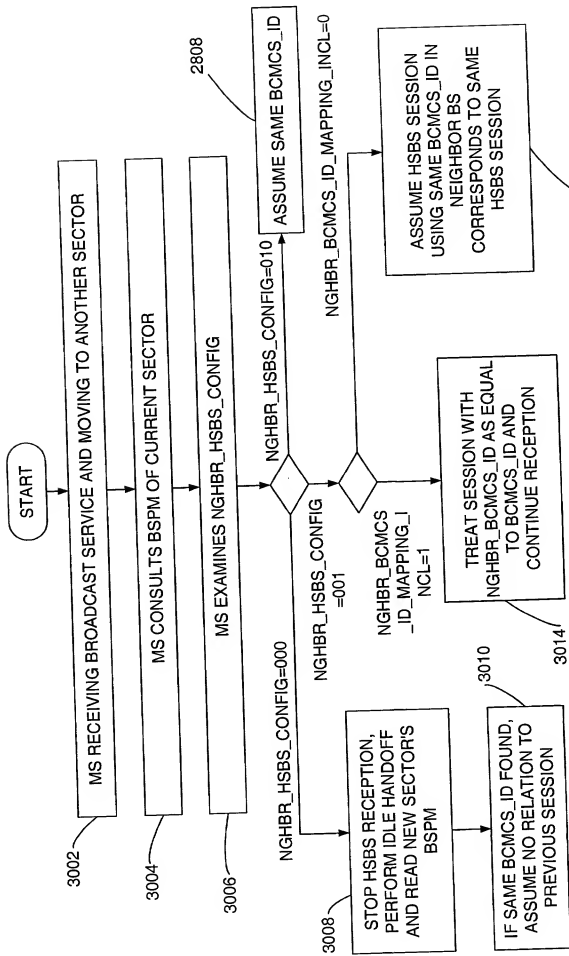 START
MS RECEIVING BROADCAST SERVICE AND MOVING TO ANOTHER SECTOR
3002
MS CONSULTS BSPM OF CURRENT SECTOR
3004
MS EXAMINES NGHBR_HSBS_CONFIG
3006
NGHBR_HSBS_CONFIG=000
NGHBR_HSBS_CONFIG
=001
NGHBR_HSBS_CONFIG=010
ASSUME SAME BCMCS_ID
2808
NGHBR_BCMCS_ID_MAPPING_INCL=0
NGHBR_BCMCS
_ID_MAPPING_I
NCL=1
STOP HSBS RECEPTION,
PERFORM IDLE HANDOFF
AND READ NEW SECTOR'S
BSPM
3008
IF SAME BCMCS_ID FOUND,
ASSUME NO RELATION TO
PREVIOUS SESSION
3010
TREAT SESSION WITH
NGHBR_BCMCS_ID AS EQUAL
TO BCMCS_ID AND
CONTINUE RECEPTION
3014
ASSUME HSBS SESSION
USING SAME BCMCS_ID IN
NEIGHBOR BS
CORRESPONDS TO SAME
HSBS SESSION